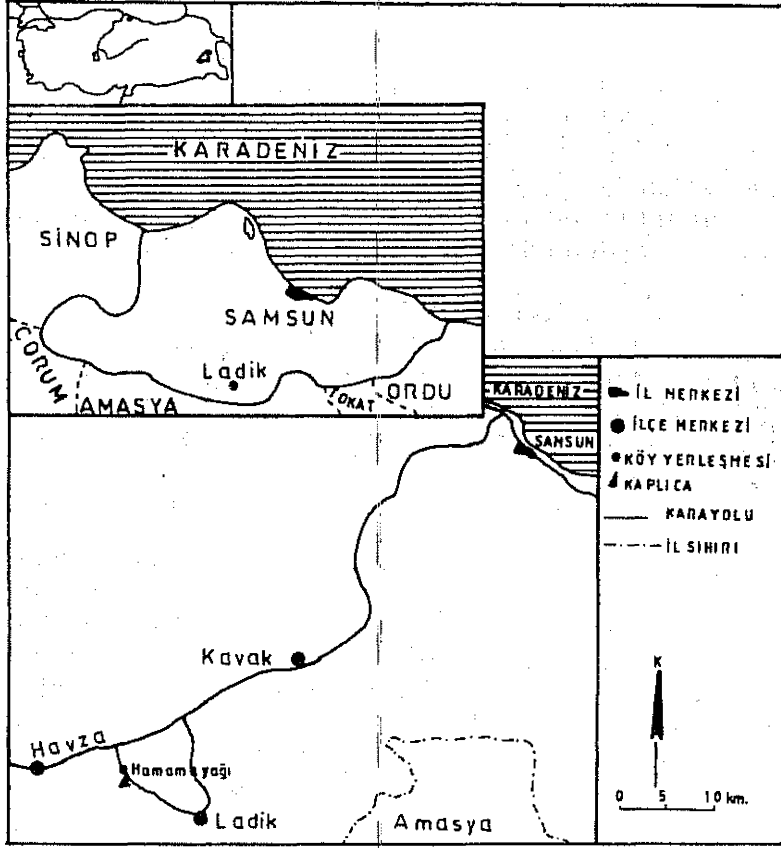 KARADENİZ
SİNOP
SAMSUN
ÇORUM
Ladik
AMASYA
TOKAT
ORDU
KARADENİZ
SAMSUN
İL MERKEZİ
İLÇE MERKEZİ
KÖY YERLEŞMESİ
KAPLICA
KARAYOLU
İL SINIRI
Kavak
Havza
Hamamayağı
Ladik
Amasya
K
0 5 10 km.